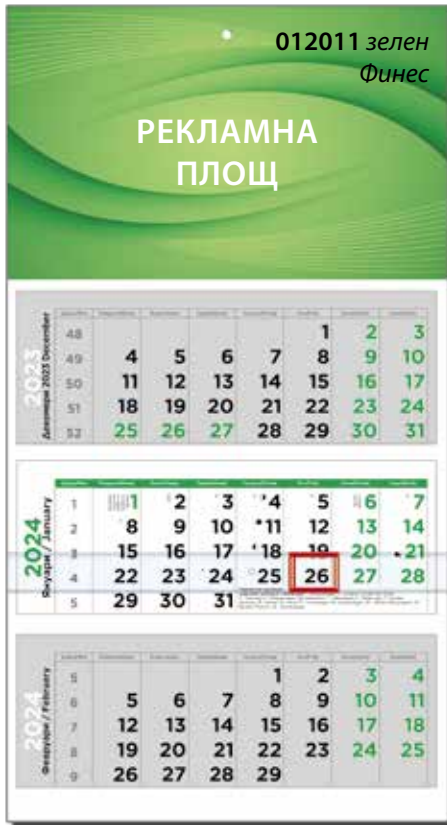 012011 зелен
Финес
РЕКЛАМНА
ПЛОЩ
2023
Декември 2023 December
48 1 2 3
49 4 5 6 7 8 9 10
50 11 12 13 14 15 16 17
51 18 19 20 21 22 23 24
52 25 26 27 28 29 30 31
2024
Януари / January
1 1 2 3 4 5 6 7
2 8 9 10 11 12 13 14
3 15 16 17 18 19 20 21
4 22 23 24 25 26 27 28
5 29 30 31
2024
Февруари / February
5 1 2 3 4
6 5 6 7 8 9 10 11
7 12 13 14 15 16 17 18
8 19 20 21 22 23 24 25
9 26 27 28 29